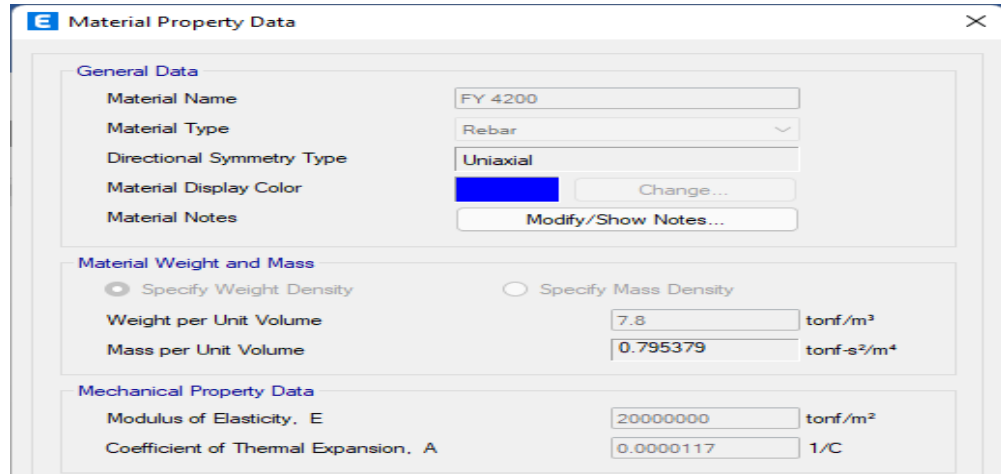 E Material Property Data
General Data
Material Name FY 4200
Material Type Rebar
Directional Symmetry Type Uniaxial
Material Display Color Change...
Material Notes Modify/Show Notes...
Material Weight and Mass
Specify Weight Density Specify Mass Density
Weight per Unit Volume 7.8 tonf/m³
Mass per Unit Volume 0.795379 tonf-s²/m⁴
Mechanical Property Data
Modulus of Elasticity, E 20000000 tonf/m²
Coefficient of Thermal Expansion, A 0.0000117 1/C